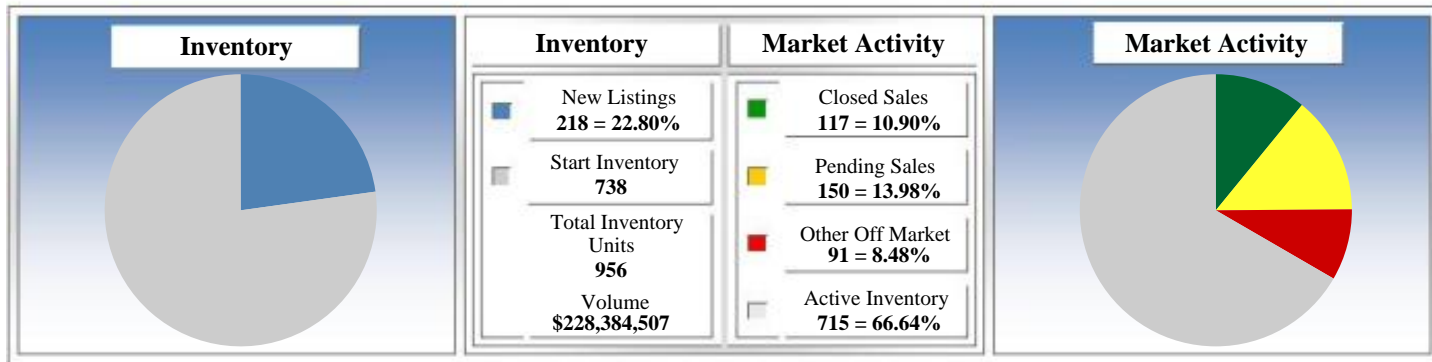 Inventory
Inventory
New Listings
218 = 22.80%
Start Inventory
738
Total Inventory
Units
956
Volume
$228,384,507
Market Activity
Closed Sales
117 = 10.90%
Pending Sales
150 = 13.98%
Other Off Market
91 = 8.48%
Active Inventory
715 = 66.64%
Market Activity